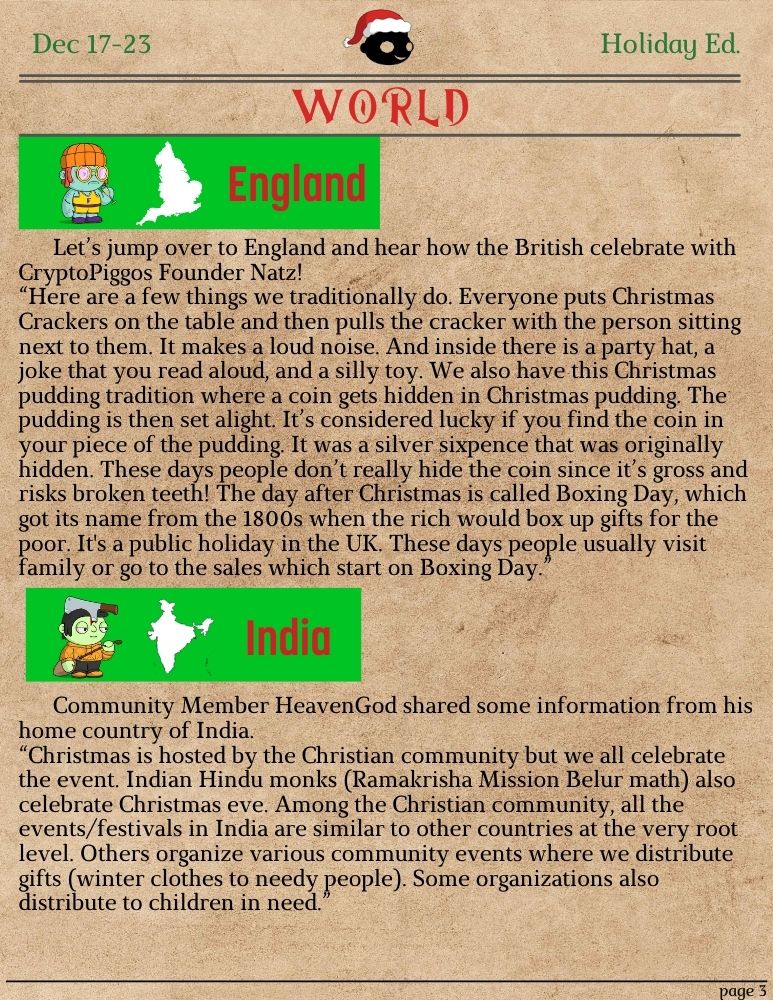 Dec 17-23
Holiday Ed.
WORLD
England
Let’s jump over to England and hear how the British celebrate with
CryptoPiggos Founder Natz!
“Here are a few things we traditionally do. Everyone puts Christmas
Crackers on the table and then pulls the cracker with the person sitting
next to them. It makes a loud noise. And inside there is a party hat, a
joke that you read aloud, and a silly toy. We also have this Christmas
pudding tradition where a coin gets hidden in Christmas pudding. The
pudding is then set alight. It’s considered lucky if you find the coin in
your piece of the pudding. It was a silver sixpence that was originally
hidden. These days people don’t really hide the coin since it’s gross and
risks broken teeth! The day after Christmas is called Boxing Day, which
got its name from the 1800s when the rich would box up gifts for the
poor. It's a public holiday in the UK. These days people usually visit
family or go to the sales which start on Boxing Day.”
India
Community Member HeavenGod shared some information from his
home country of India.
“Christmas is hosted by the Christian community but we all celebrate
the event. Indian Hindu monks (Ramakrisha Mission Belur math) also
celebrate Christmas eve. Among the Christian community, all the
events/festivals in India are similar to other countries at the very root
level. Others organize various community events where we distribute
gifts (winter clothes to needy people). Some organizations also
distribute to children in need.”
page 3